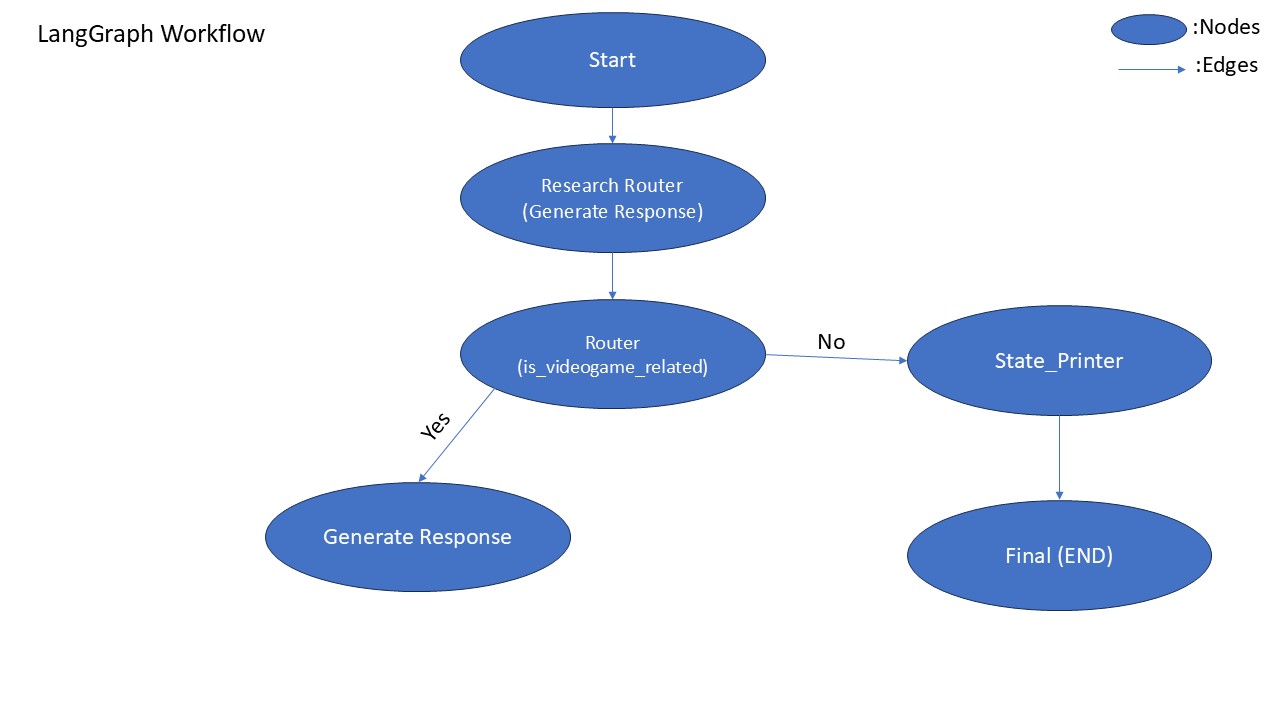 LangGraph Workflow
:Nodes
:Edges
Start
Research Router
(Generate Response)
Router
(is_videogame_related)
No
State_Printer
Yes
Generate Response
Final (END)